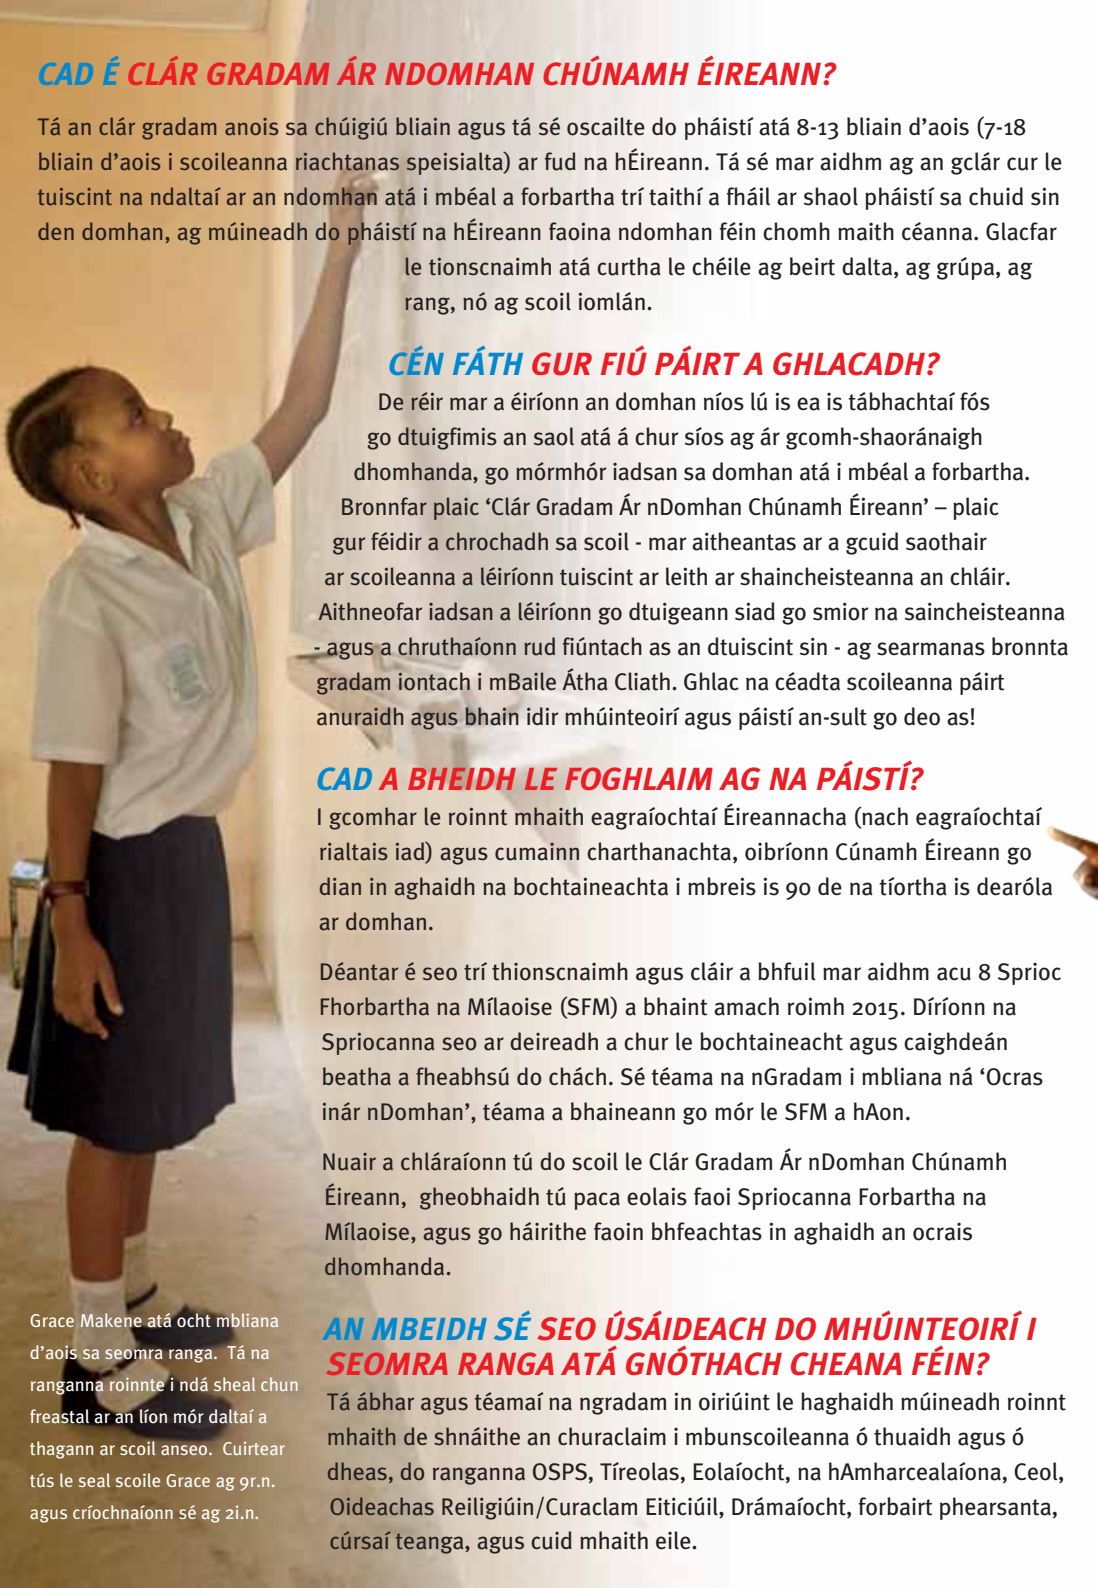 CAD É CLÁR GRADAM ÁR NDOMHAN CHÚNAMH ÉIREANN?
Tá an clár gradam anois sa chúigiú bliain agus tá sé oscailte do pháistí atá 8-13 bliain d’aois (7-18
bliain d’aois i scoileanna riachtanas speisialta) ar fud na hÉireann. Tá sé mar aidhm ag an gclár cur le
tuiscint na ndaltaí ar an ndomhan atá i mbéal a forbartha trí taithí a fháil ar shaol pháistí sa chuid sin
den domhan, ag múineadh do pháistí na hÉireann faoina ndomhan féin chomh maith céanna. Glacfar
le tionscnaimh atá curtha le chéile ag beirt dalta, ag grúpa, ag
rang, nó ag scoil iomlán.
CÉN FÁTH GUR FIÚ PÁIRT A GHLACADH?
De réir mar a éiríonn an domhan níos lú is ea is tábhachtaí fós
go dtuigfimis an saol atá á chur síos ag ár gcomh-shaoránaigh
dhomhanda, go mórmhór iadsan sa domhan atá i mbéal a forbartha.
Bronnfar plaic ‘Clár Gradam Ár nDomhan Chúnamh Éireann’ – plaic
gur féidir a chrochadh sa scoil - mar aitheantas ar a gcuid saothair
ar scoileanna a léiríonn tuiscint ar leith ar shaincheisteanna an chláir.
Aithneofar iadsan a léiríonn go dtuigeann siad go smior na saincheisteanna
- agus a chruthaíonn rud fiúntach as an dtuiscint sin - ag searmanas bronnta
gradam iontach i mBaile Átha Cliath. Ghlac na céadta scoileanna páirt
anuraidh agus bhain idir mhúinteoirí agus páistí an-sult go deo as!
CAD A BHEIDH LE FOGHLAIM AG NA PÁISTÍ?
I gcomhar le roinnt mhaith eagraíochtaí Éireannacha (nach eagraíochtaí
rialtais iad) agus cumainn charthanachta, oibríonn Cúnamh Éireann go
dian in aghaidh na bochtaineachta i mbreis is 90 de na tíortha is dearóla
ar domhan.
Déantar é seo trí thionscnaimh agus cláir a bhfuil mar aidhm acu 8 Sprioc
Fhorbartha na Mílaoise (SFM) a bhaint amach roimh 2015. Díríonn na
Spriocanna seo ar deireadh a chur le bochtaineacht agus caighdeán
beatha a fheabhsú do chách. Sé téama na nGradam i mbliana ná ‘Ocras
inár nDomhan’, téama a bhaineann go mór le SFM a hAon.
Nuair a chláraíonn tú do scoil le Clár Gradam Ár nDomhan Chúnamh
Éireann, gheobhaidh tú paca eolais faoi Spriocanna Forbartha na
Mílaoise, agus go háirithe faoin bhfeachtas in aghaidh an ocrais
dhomhanda.
AN MBEIDH SÉ SEO ÚSÁIDEACH DO MHÚINTEOIRÍ I
SEOMRA RANGA ATÁ GNÓTHACH CHEANA FÉIN?
Tá ábhar agus téamaí na ngradam in oiriúint le haghaidh múineadh roinnt
mhaith de shnáithe an churaclaim i mbunscoileanna ó thuaidh agus ó
dheas, do ranganna OSPS, Tíreolas, Eolaíocht, na hAmharcealaíona, Ceol,
Oideachas Reiligiúin/Curaclam Eiticiúil, Drámaíocht, forbairt phearsanta,
cúrsaí teanga, agus cuid mhaith eile.
Grace Makene atá ocht mbliana
d’aois sa seomra ranga. Tá na
ranganna roinnte i ndá sheal chun
freastal ar an líon mór daltaí a
thagann ar scoil anseo. Cuirtear
tús le seal scoile Grace ag 9r.n.
agus críochnaíonn sé ag 2i.n.